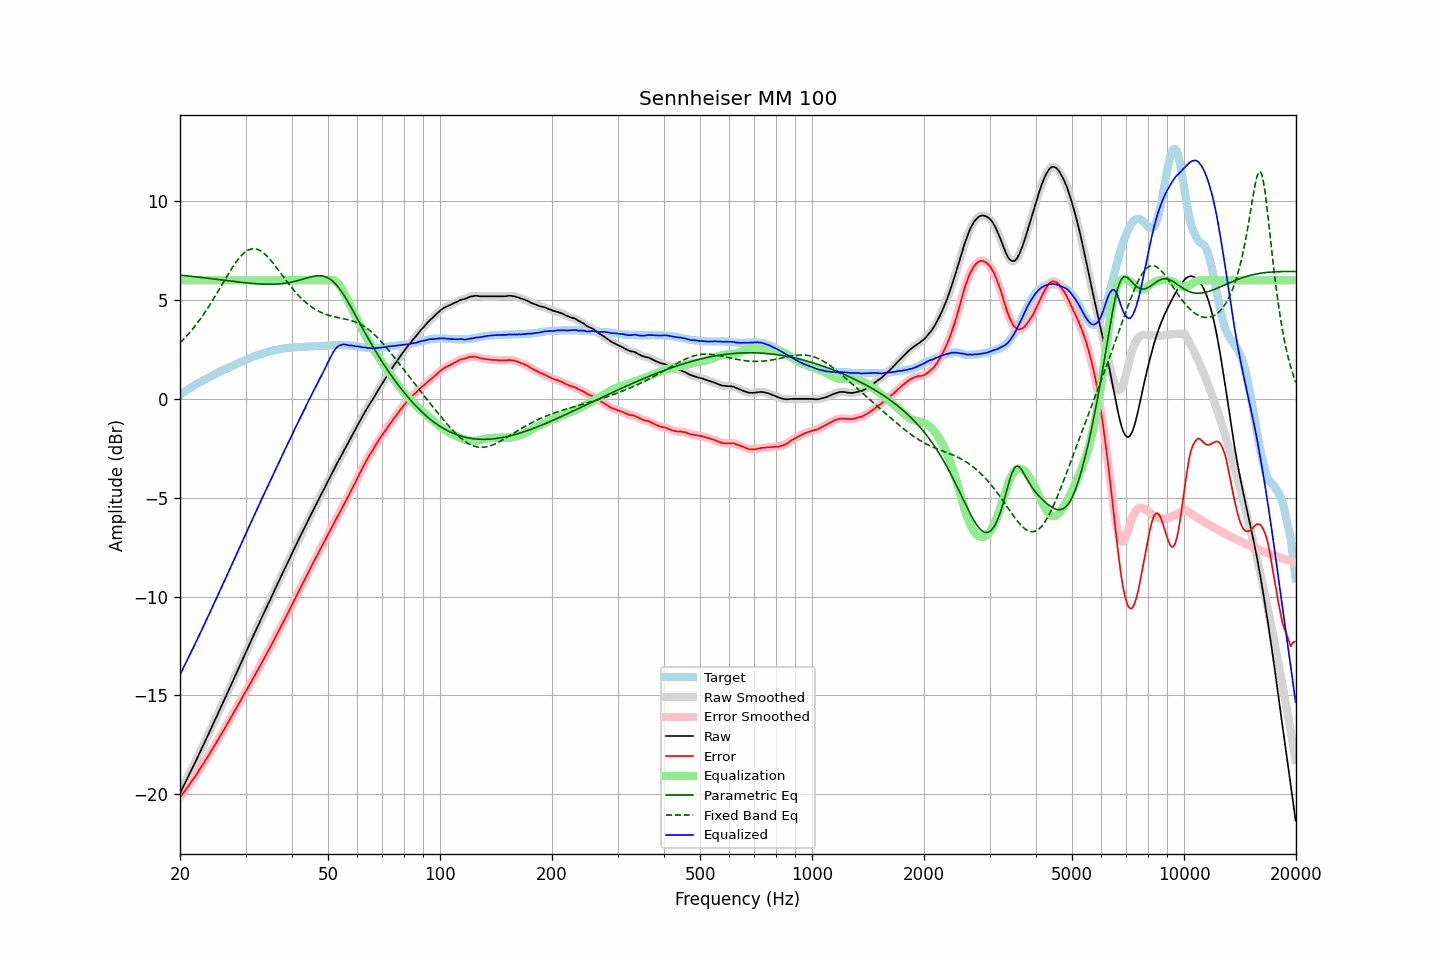 Sennheiser MM 100
Amplitude (dBr)
10
5
0
−5
−10
−15
−20
Target
Raw Smoothed
Error Smoothed
Raw
Error
Equalization
Parametric Eq
Fixed Band Eq
Equalized
20 50 100 200 500 1000 2000 5000 10000 20000
Frequency (Hz)